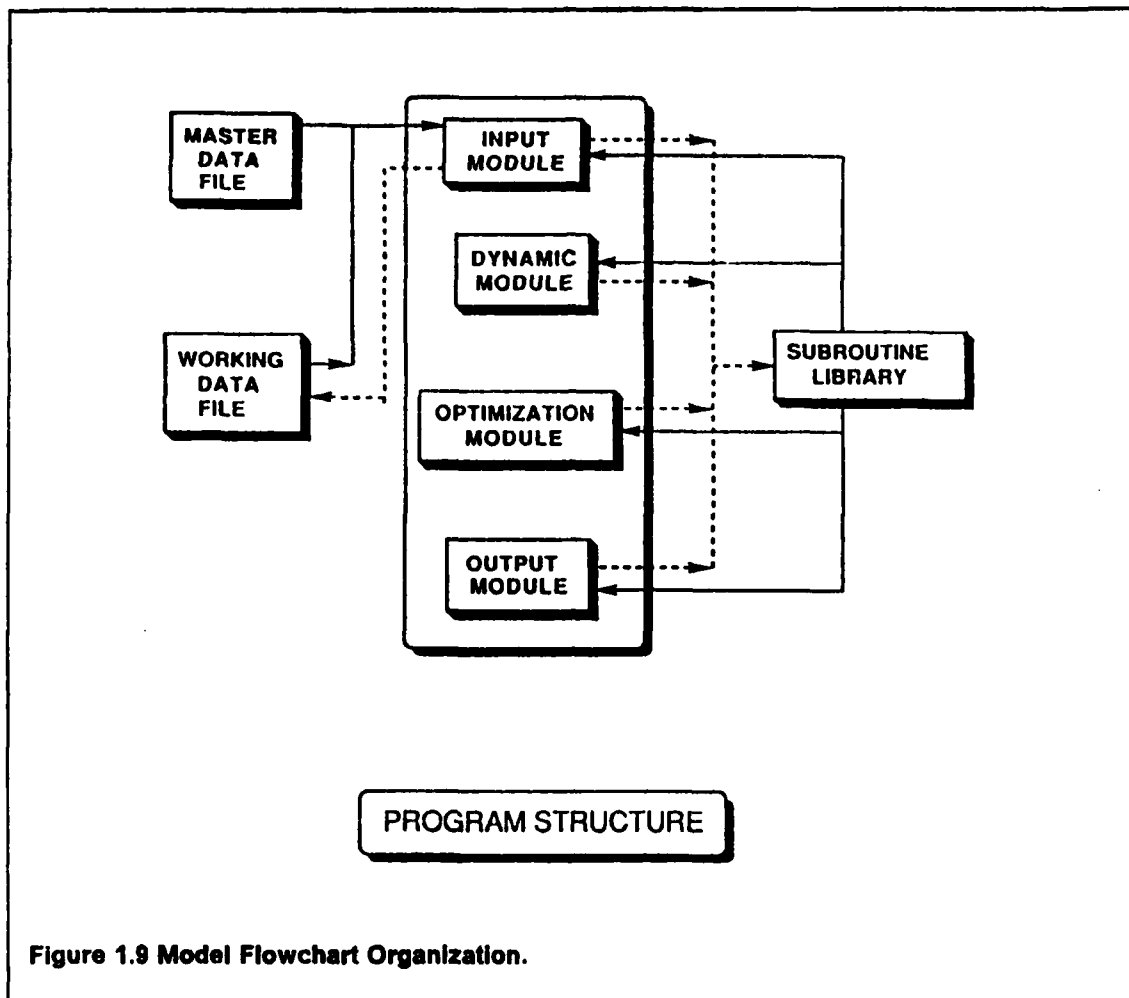 MASTER
DATA
FILE
INPUT
MODULE
DYNAMIC
MODULE
WORKING
DATA
FILE
SUBROUTINE
LIBRARY
OPTIMIZATION
MODULE
OUTPUT
MODULE
PROGRAM STRUCTURE
Figure 1.9 Model Flowchart Organization.